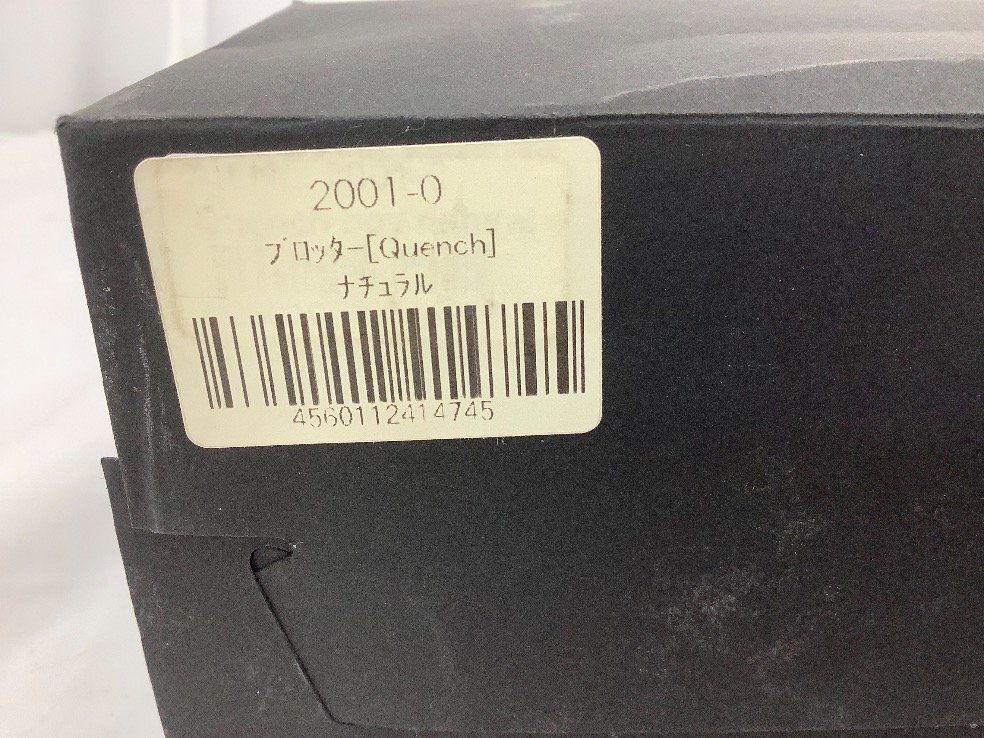 2001-0
ﾌﾞﾛｯﾀｰ[Quench]
ﾅﾁｭﾗﾙ
4560112414745